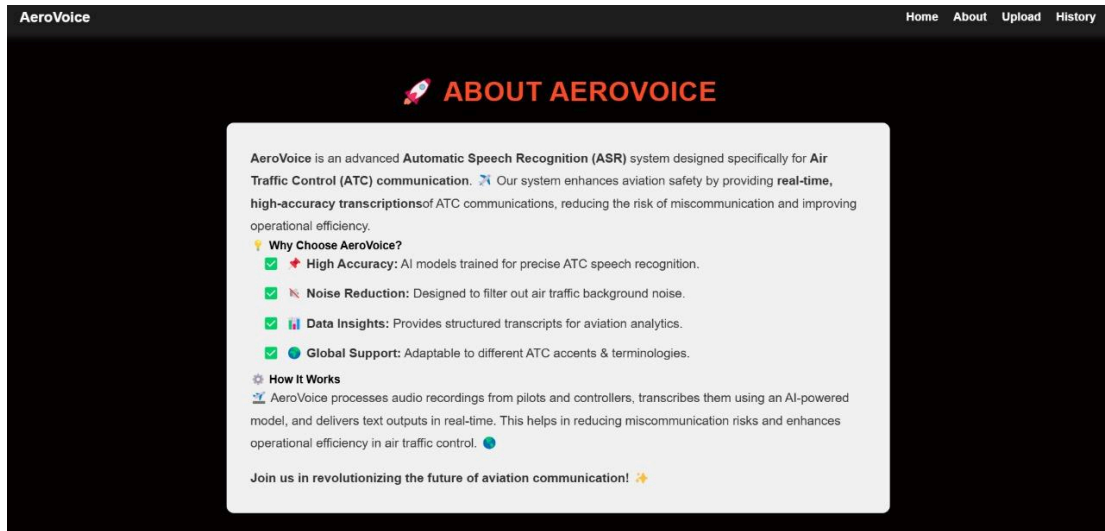 AeroVoice
Home About Upload History
🚀 ABOUT AEROVOICE
AeroVoice is an advanced Automatic Speech Recognition (ASR) system designed specifically for Air
Traffic Control (ATC) communication. ✈️ Our system enhances aviation safety by providing real-time,
high-accuracy transcriptionsof ATC communications, reducing the risk of miscommunication and improving
operational efficiency.
💡 Why Choose AeroVoice?
✅ 📌 High Accuracy: AI models trained for precise ATC speech recognition.
✅ 🔇 Noise Reduction: Designed to filter out air traffic background noise.
✅ 📊 Data Insights: Provides structured transcripts for aviation analytics.
✅ 🌍 Global Support: Adaptable to different ATC accents & terminologies.
⚙️ How It Works
🛫 AeroVoice processes audio recordings from pilots and controllers, transcribes them using an AI-powered
model, and delivers text outputs in real-time. This helps in reducing miscommunication risks and enhances
operational efficiency in air traffic control. 🌎
Join us in revolutionizing the future of aviation communication! ✨